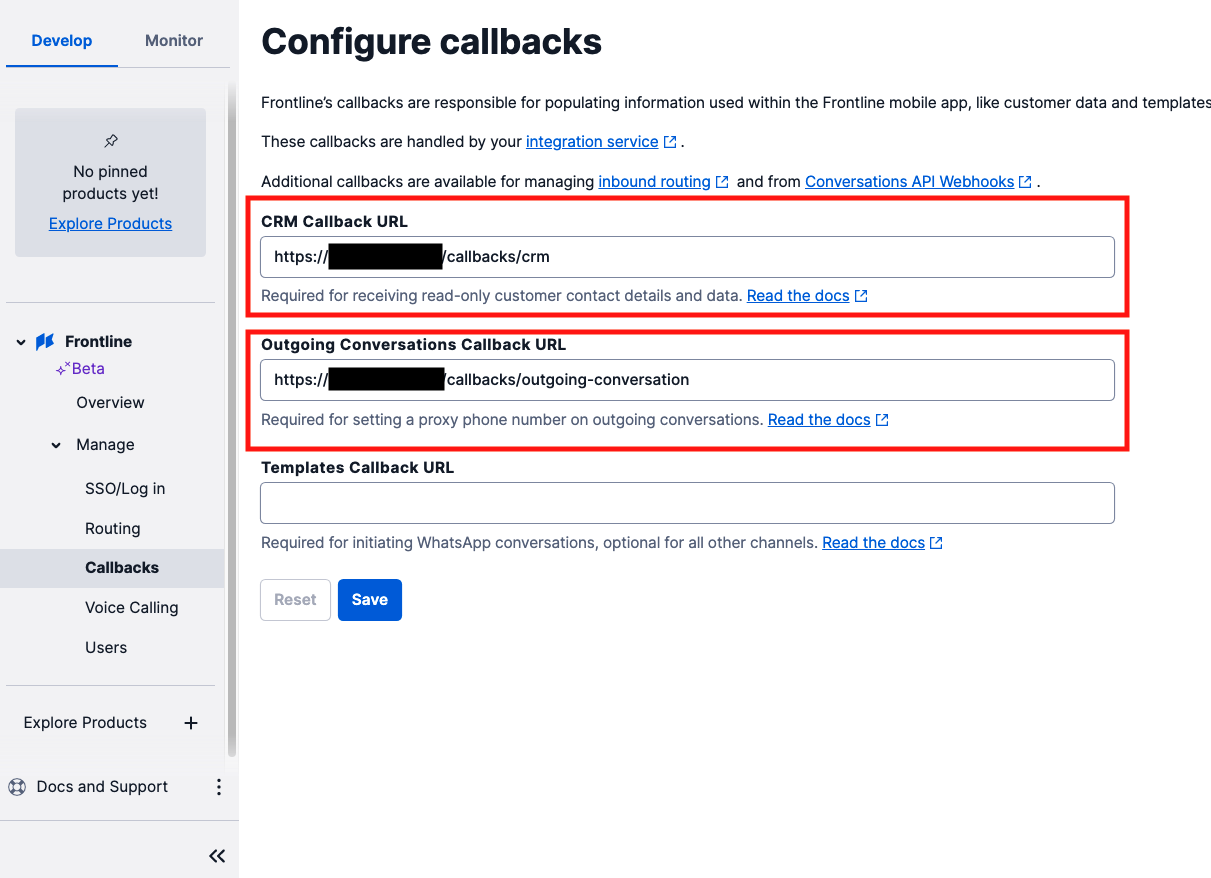 Develop
Monitor
No pinned
products yet!
Explore Products
Frontline
Beta
Overview
Manage
SSO/Log in
Routing
Callbacks
Voice Calling
Users
Explore Products
Docs and Support
Configure callbacks
Frontline’s callbacks are responsible for populating information used within the Frontline mobile app, like customer data and templates
These callbacks are handled by your integration service .
Additional callbacks are available for managing inbound routing and from Conversations API Webhooks .
CRM Callback URL
https:// /callbacks/crm
Required for receiving read-only customer contact details and data. Read the docs
Outgoing Conversations Callback URL
https:// /callbacks/outgoing-conversation
Required for setting a proxy phone number on outgoing conversations. Read the docs
Templates Callback URL
Required for initiating WhatsApp conversations, optional for all other channels. Read the docs
Reset
Save